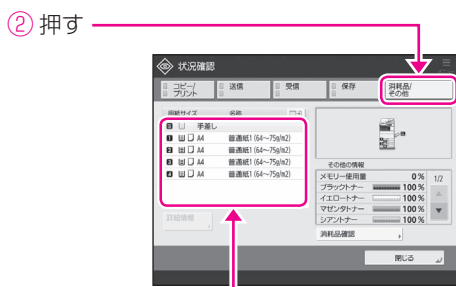 ② 押す
状況確認
コピー/プリント
送信
受信
保存
消耗品/その他
用紙サイズ 名称
手差し
1 A4 普通紙1 (64～75g/m2)
2 A4 普通紙1 (64～75g/m2)
3 A4 普通紙1 (64～75g/m2)
4 A4 普通紙1 (64～75g/m2)
詳細情報
その他の情報
メモリー使用量 0% 1/2
ブラックトナー 100%
イエロートナー 100%
マゼンタトナー 100%
シアントナー 100%
消耗品確認
閉じる